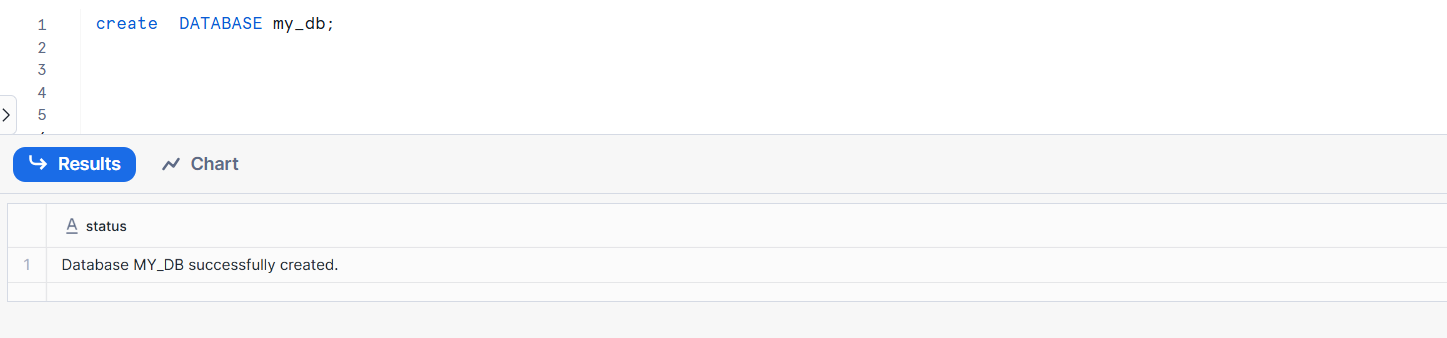 1 create  DATABASE my_db;
2
3
4
5
Results Chart
A status
1 Database MY_DB successfully created.